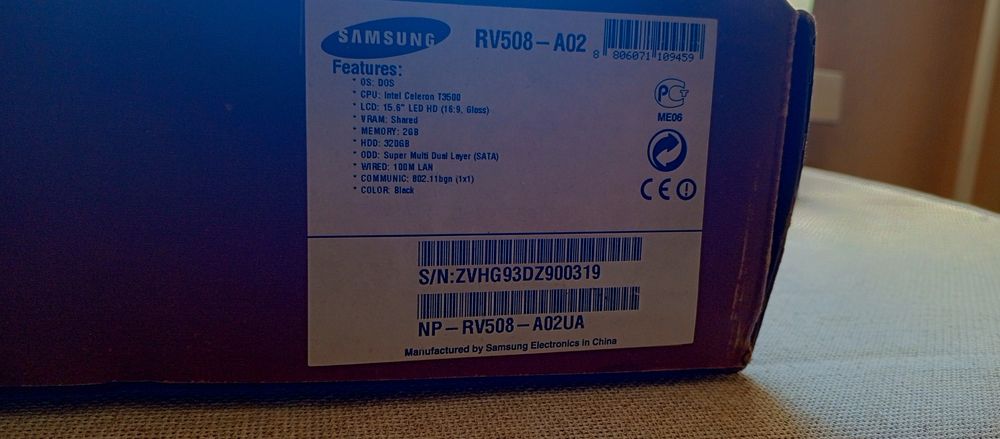 SAMSUNG
RV508-A02
8 806071 109459
Features:
* OS: DOS
* CPU: Intel Celeron T3500
* LCD: 15.6" LED HD (16:9, Gloss)
* VRAM: Shared
* MEMORY: 2GB
* HDD: 320GB
* ODD: Super Multi Dual Layer (SATA)
* WIRED: 100M LAN
* COMMUNIC: 802.11bgn (1x1)
* COLOR: Black
ME06
CE
S/N:ZVHG93DZ900319
NP-RV508-A02UA
Manufactured by Samsung Electronics in China